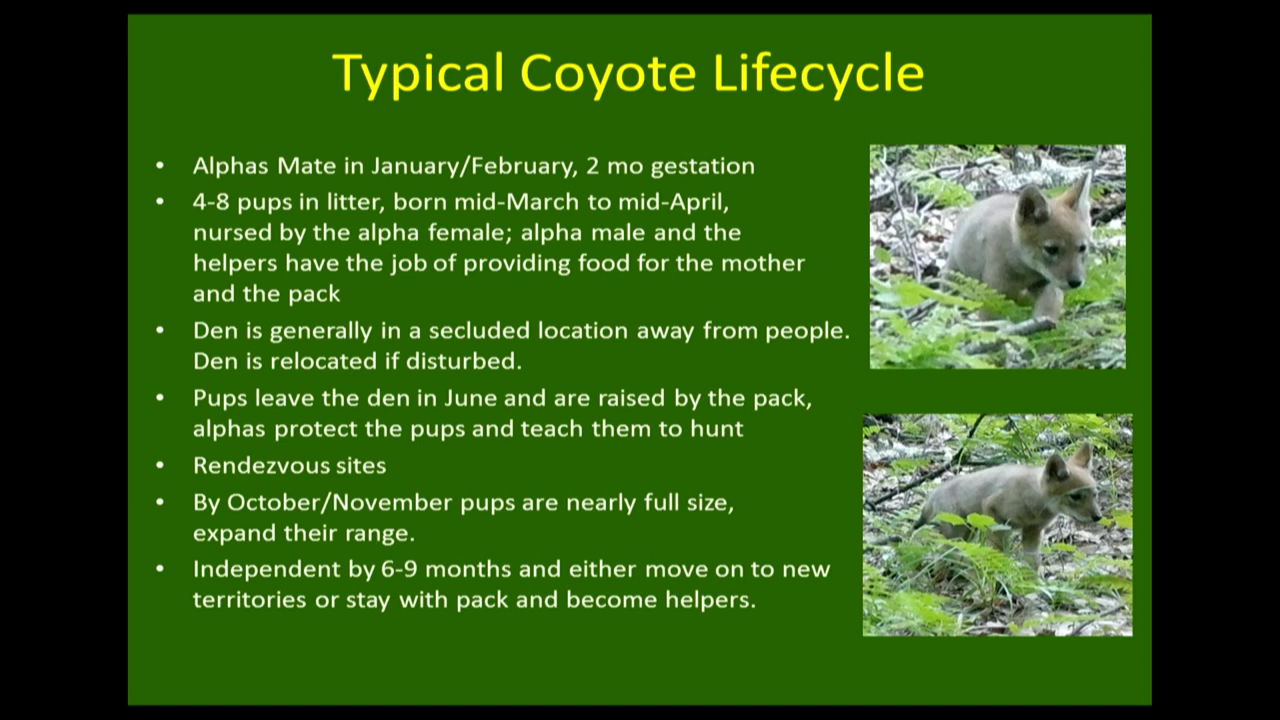 Typical Coyote Lifecycle
• Alphas Mate in January/February, 2 mo gestation
• 4-8 pups in litter, born mid-March to mid-April,
nursed by the alpha female; alpha male and the
helpers have the job of providing food for the mother
and the pack
• Den is generally in a secluded location away from people.
Den is relocated if disturbed.
• Pups leave the den in June and are raised by the pack,
alphas protect the pups and teach them to hunt
• Rendezvous sites
• By October/November pups are nearly full size,
expand their range.
• Independent by 6-9 months and either move on to new
territories or stay with pack and become helpers.